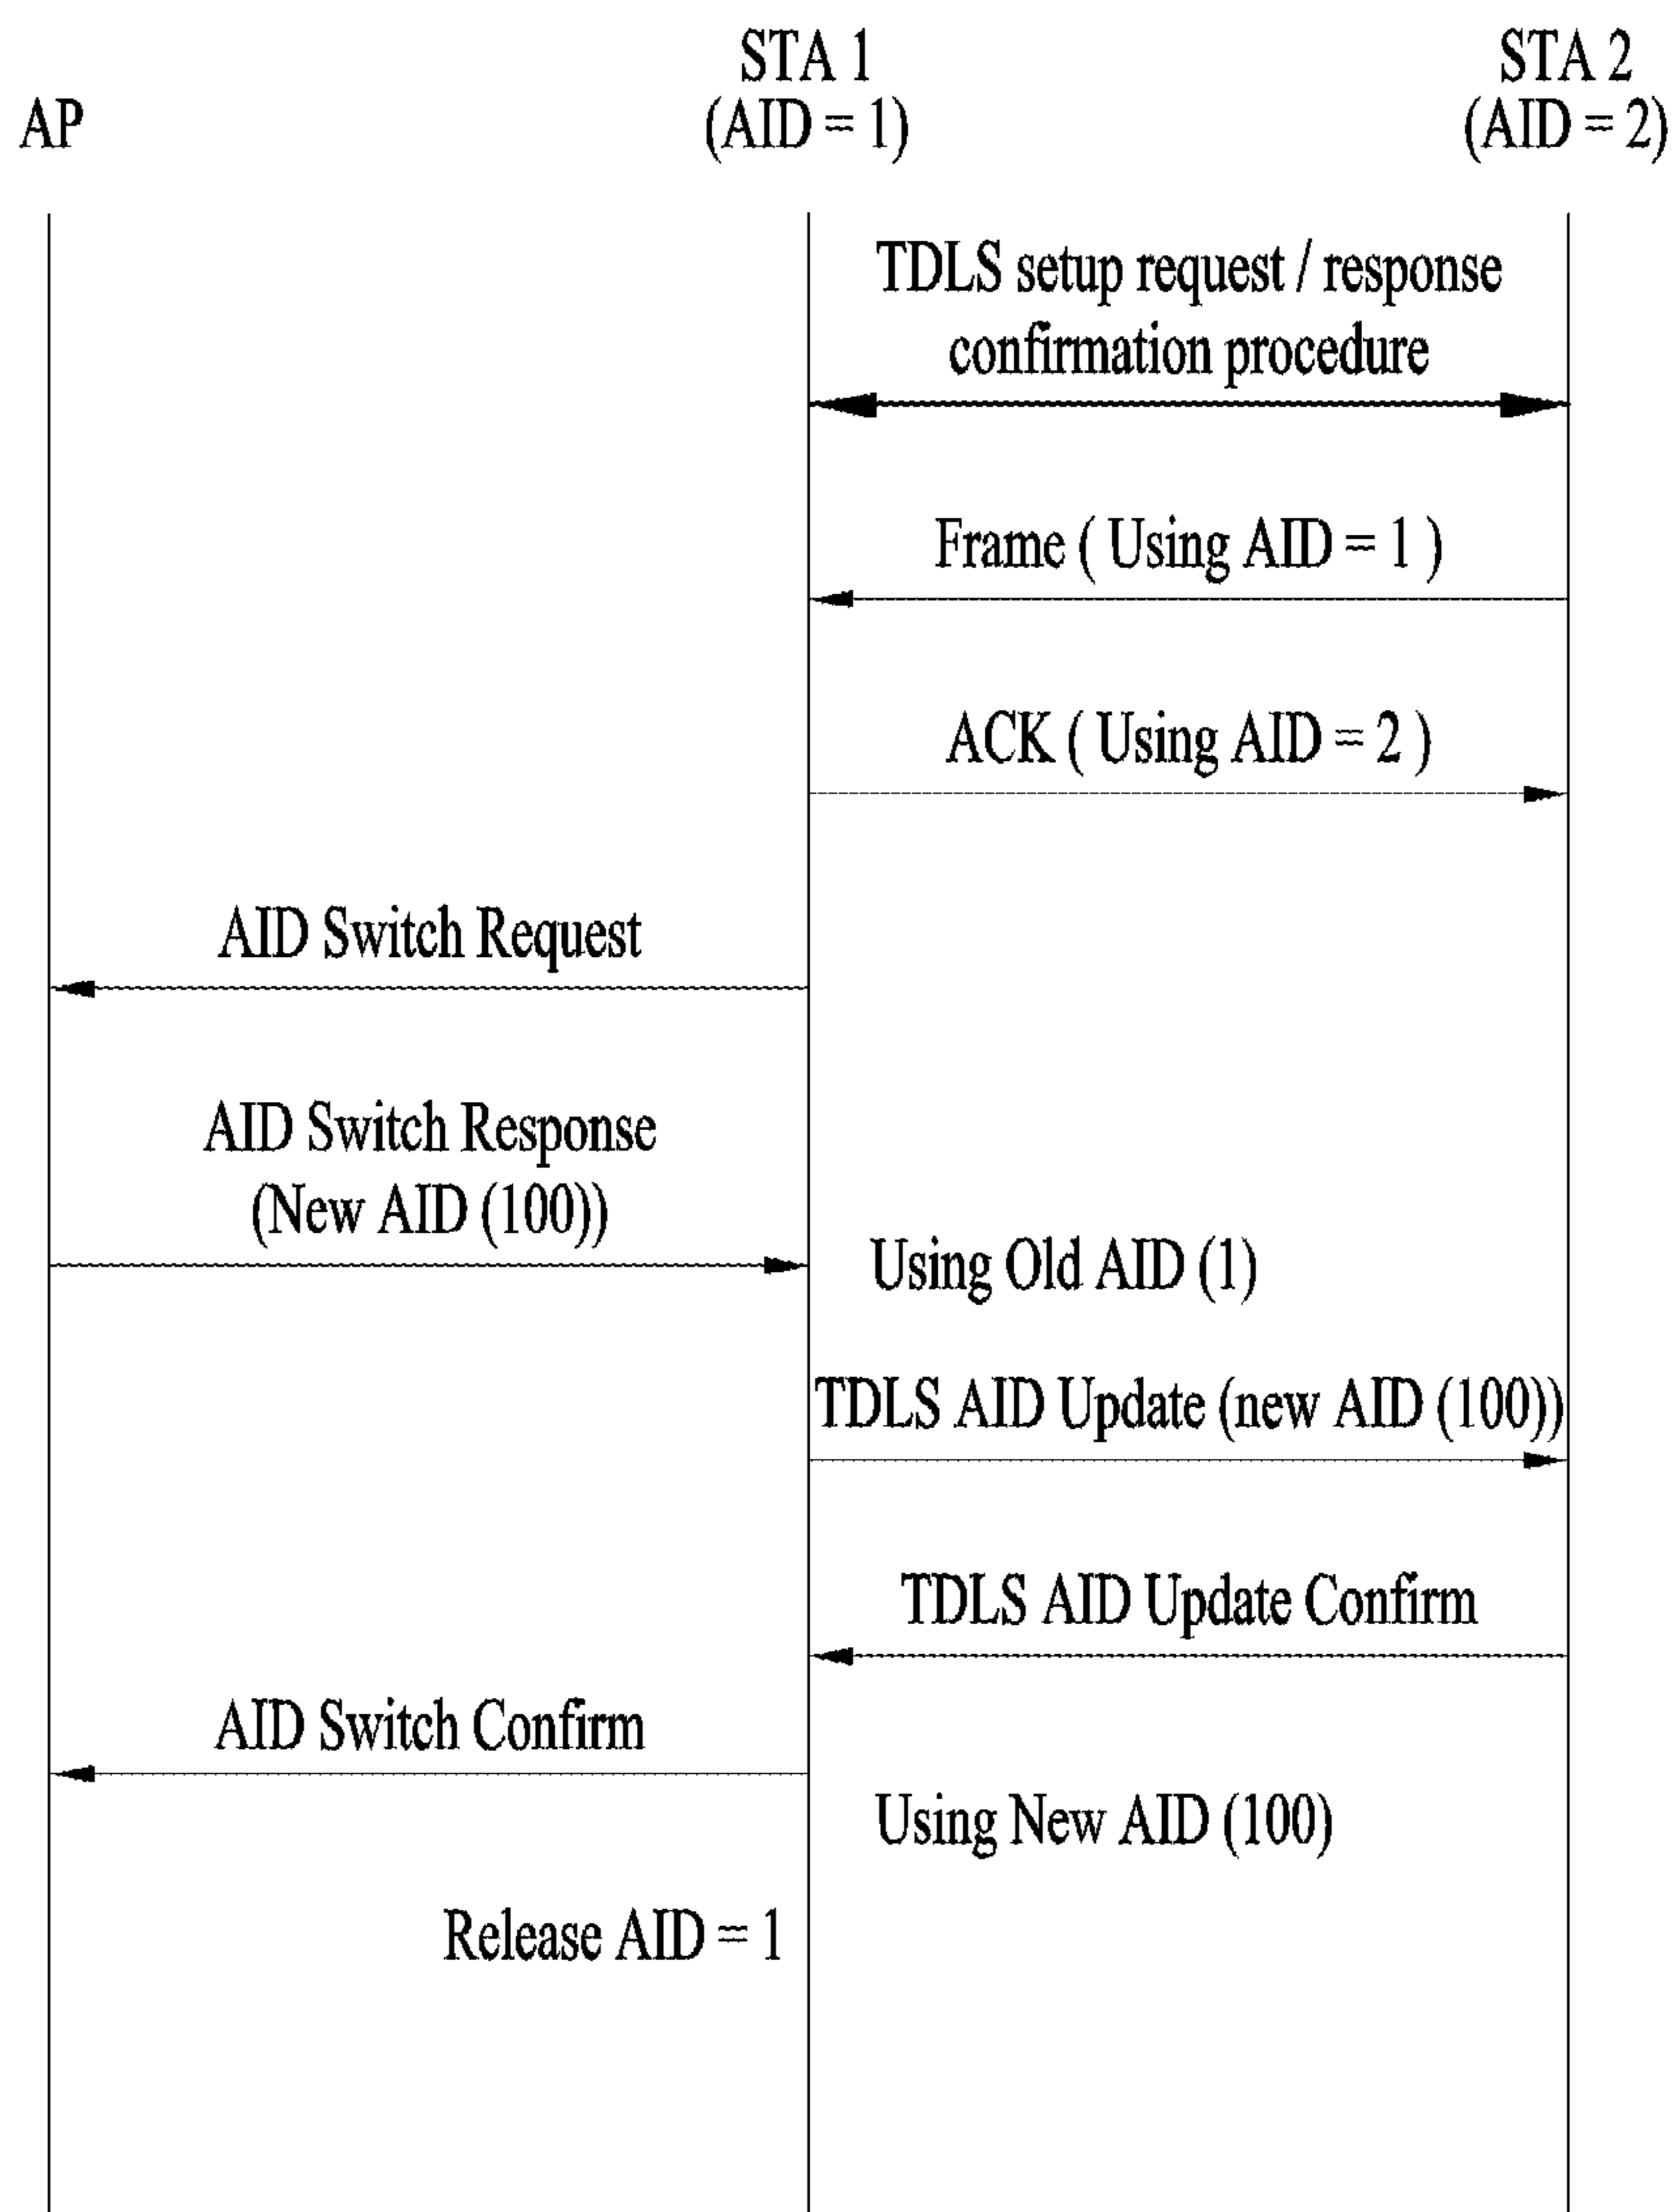 AP
STA 1
(AID = 1)
STA 2
(AID = 2)
TDLS setup request / response
confirmation procedure
Frame ( Using AID = 1 )
ACK ( Using AID = 2 )
AID Switch Request
AID Switch Response
(New AID (100))
Using Old AID (1)
TDLS AID Update (new AID (100))
TDLS AID Update Confirm
AID Switch Confirm
Using New AID (100)
Release AID = 1